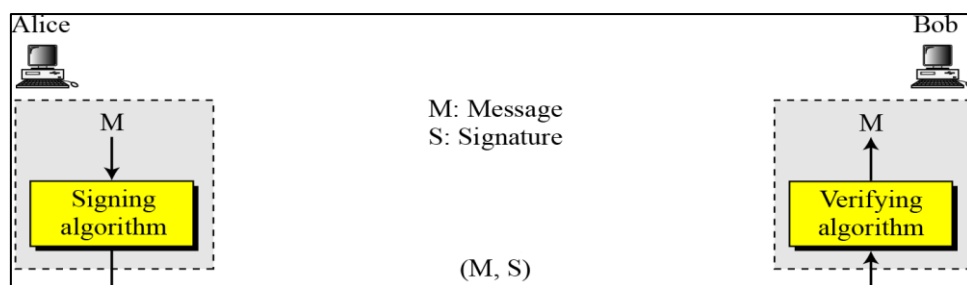 Alice
Bob
M: Message
S: Signature
M
M
Signing
algorithm
Verifying
algorithm
(M, S)